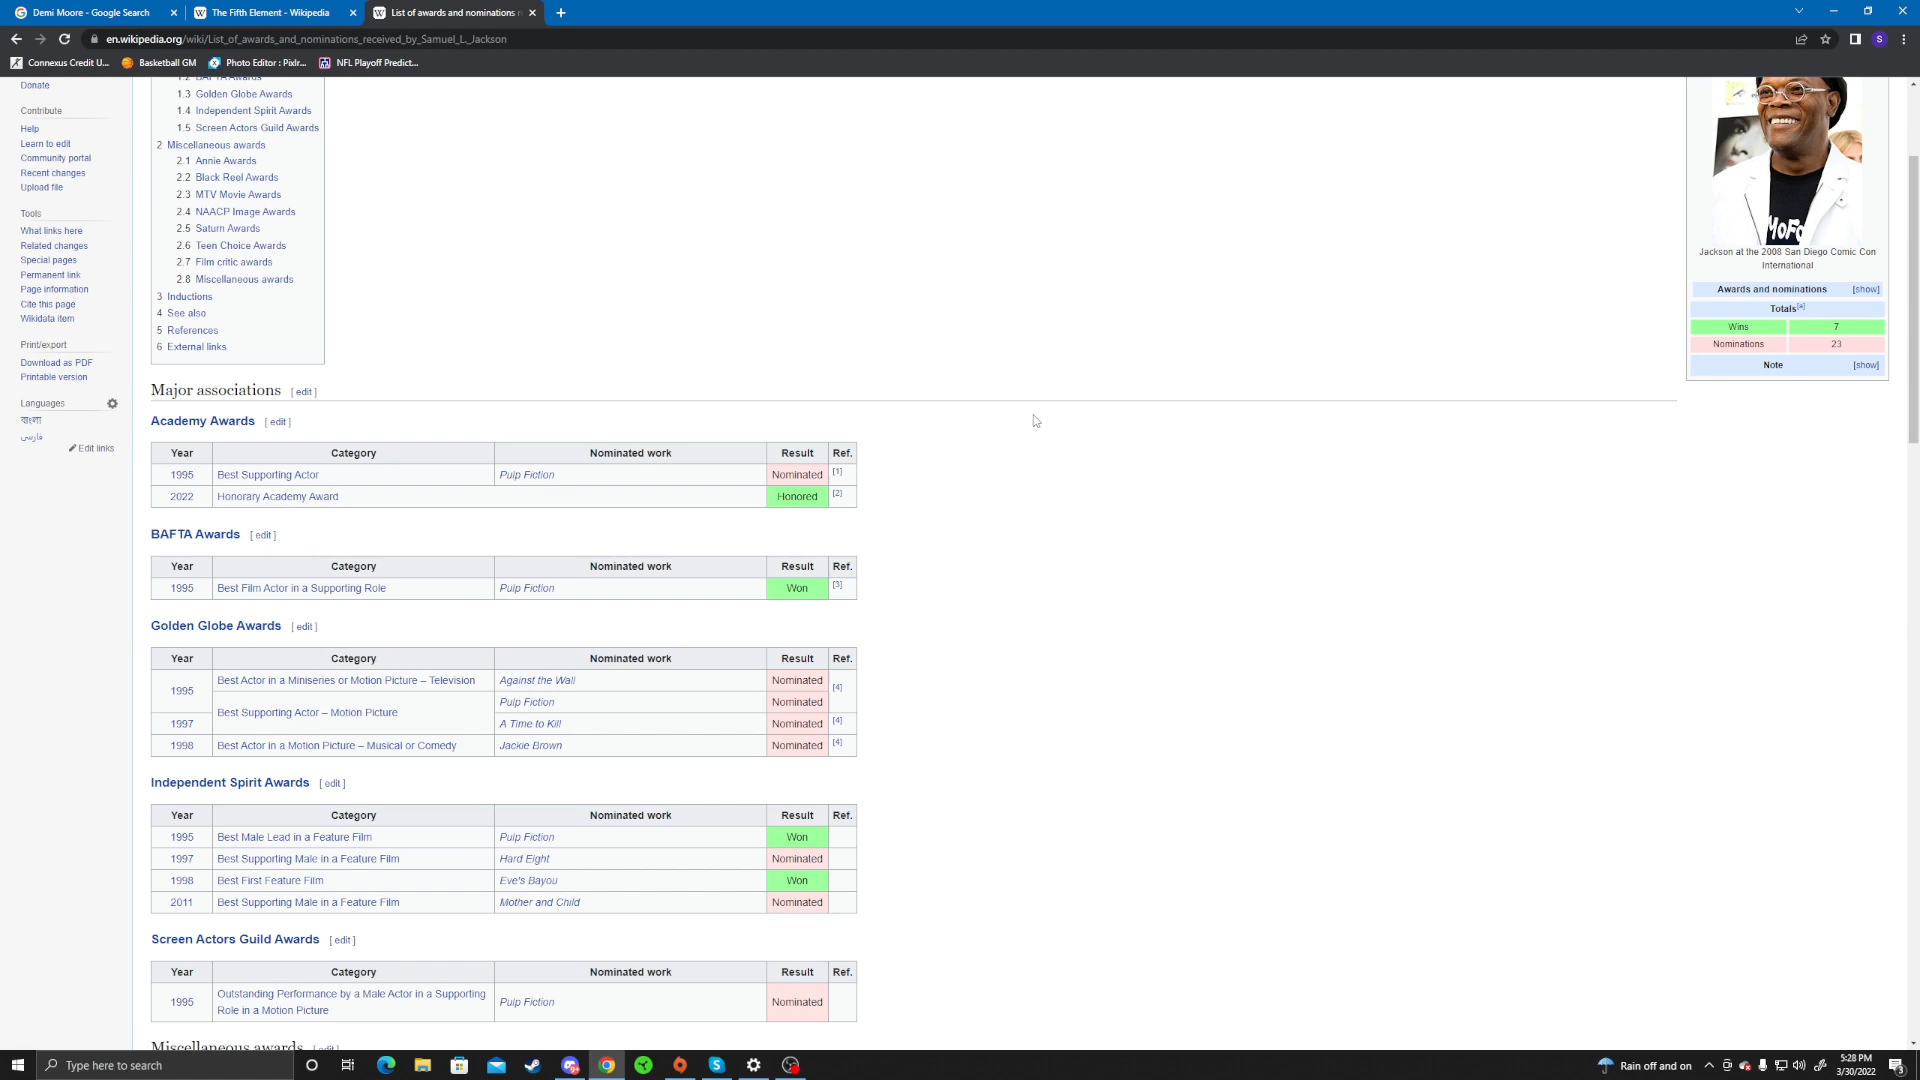 Demi Moore - Google Search
The Fifth Element - Wikipedia
List of awards and nominations r
en.wikipedia.org/wiki/List_of_awards_and_nominations_received_by_Samuel_L._Jackson
S
Connexus Credit U...
Basketball GM
Photo Editor : Pixlr...
NFL Playoff Predict...
Donate
Contribute
Help
Learn to edit
Community portal
Recent changes
Upload file
Tools
What links here
Related changes
Special pages
Permanent link
Page information
Cite this page
Wikidata item
Print/export
Download as PDF
Printable version
Languages
বাংলা
فارسی
Edit links
1.2 BAFTA Awards
1.3 Golden Globe Awards
1.4 Independent Spirit Awards
1.5 Screen Actors Guild Awards
2 Miscellaneous awards
2.1 Annie Awards
2.2 Black Reel Awards
2.3 MTV Movie Awards
2.4 NAACP Image Awards
2.5 Saturn Awards
2.6 Teen Choice Awards
2.7 Film critic awards
2.8 Miscellaneous awards
3 Inductions
4 See also
5 References
6 External links
MoFo
Jackson at the 2008 San Diego Comic Con
International
Awards and nominations [show]
Totals[a]
Wins 7
Nominations 23
Note [show]
Major associations [ edit ]
Academy Awards [ edit ]
Year Category Nominated work Result Ref.
1995 Best Supporting Actor Pulp Fiction Nominated [1]
2022 Honorary Academy Award Honored [2]
BAFTA Awards [ edit ]
Year Category Nominated work Result Ref.
1995 Best Film Actor in a Supporting Role Pulp Fiction Won [3]
Golden Globe Awards [ edit ]
Year Category Nominated work Result Ref.
1995 Best Actor in a Miniseries or Motion Picture – Television Against the Wall Nominated [4]
Best Supporting Actor – Motion Picture Pulp Fiction Nominated
1997 A Time to Kill Nominated [4]
1998 Best Actor in a Motion Picture – Musical or Comedy Jackie Brown Nominated [4]
Independent Spirit Awards [ edit ]
Year Category Nominated work Result Ref.
1995 Best Male Lead in a Feature Film Pulp Fiction Won
1997 Best Supporting Male in a Feature Film Hard Eight Nominated
1998 Best First Feature Film Eve's Bayou Won
2011 Best Supporting Male in a Feature Film Mother and Child Nominated
Screen Actors Guild Awards [ edit ]
Year Category Nominated work Result Ref.
1995 Outstanding Performance by a Male Actor in a Supporting
Role in a Motion Picture Pulp Fiction Nominated
Miscellaneous awards [ edit ]
Type here to search
Rain off and on
5:28 PM
3/30/2022
3